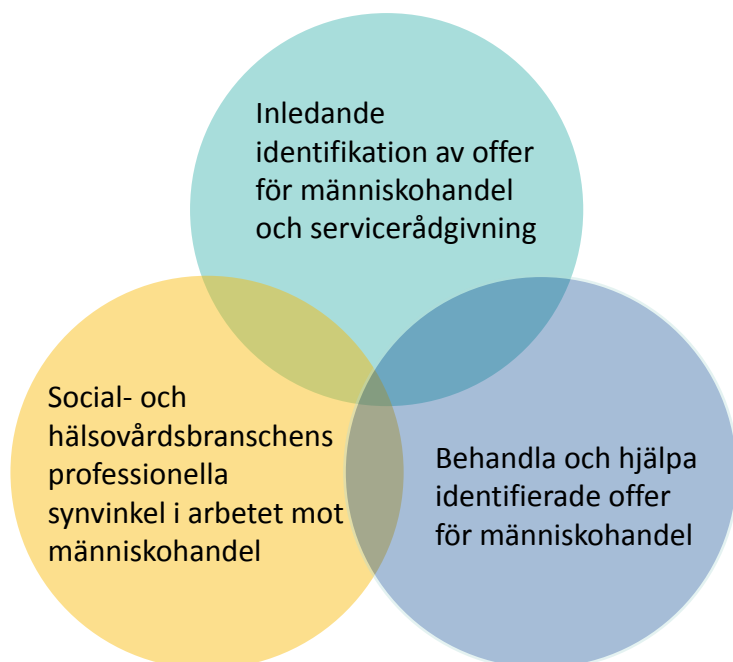 Inledande
identifikation av offer
för människohandel
och servicerådgivning
Social- och
hälsovårdsbranschens
professionella
synvinkel i arbetet mot
människohandel
Behandla och hjälpa
identifierade offer
för människohandel